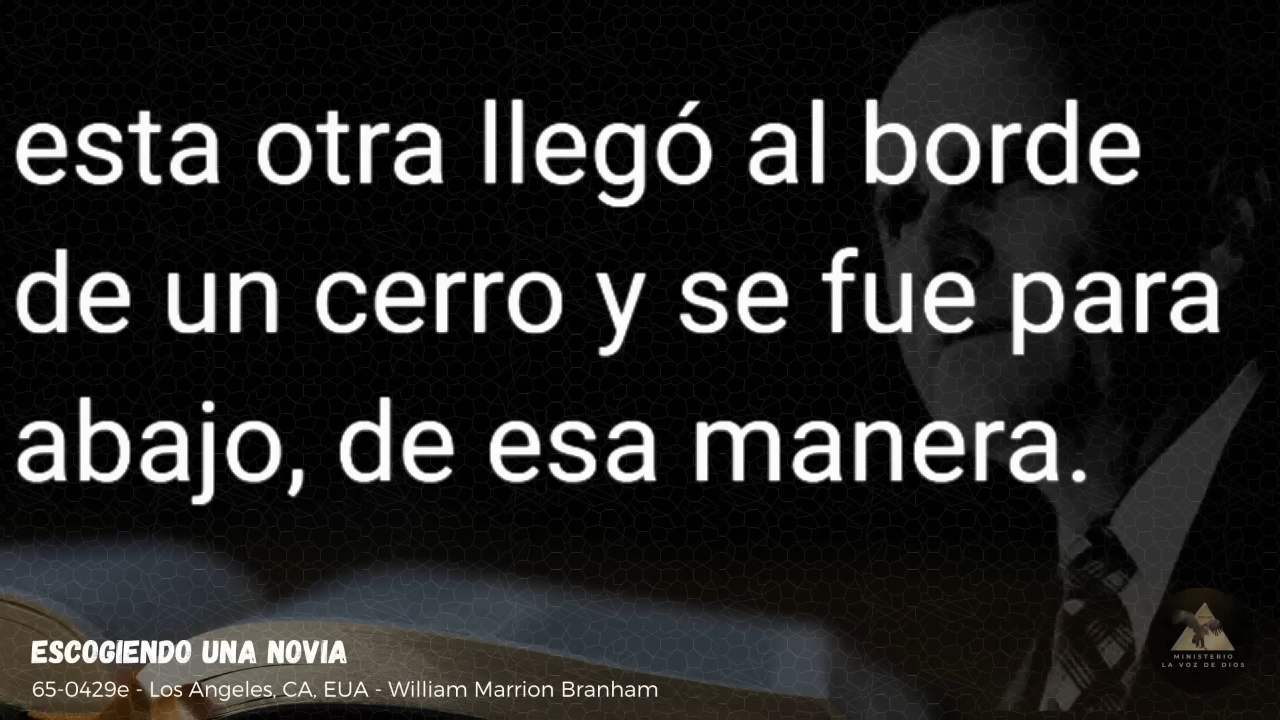 esta otra llegó al borde
de un cerro y se fue para
abajo, de esa manera.
ESCOGIENDO UNA NOVIA
65-0429e - Los Angeles, CA, EUA - William Marrion Branham
MINISTERIO
LA VOZ DE DIOS